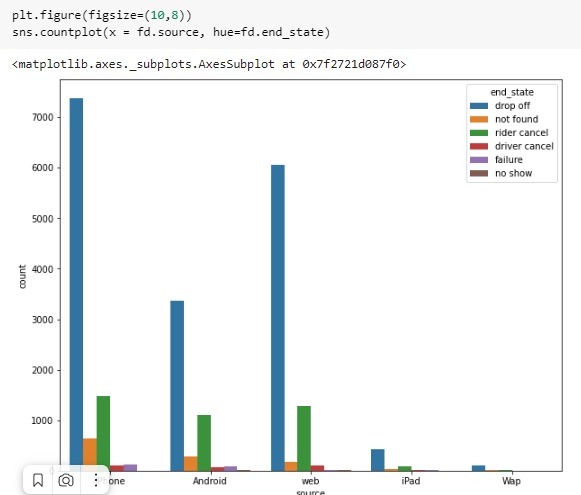 plt.figure(figsize=(10,8))
sns.countplot(x = fd.source, hue=fd.end_state)
<matplotlib.axes._subplots.AxesSubplot at 0x7f2721d087f0>
end_state
drop off
not found
rider cancel
driver cancel
failure
no show
7000
6000
5000
4000
3000
2000
1000
0
count
Phone Android web iPad Wap
source